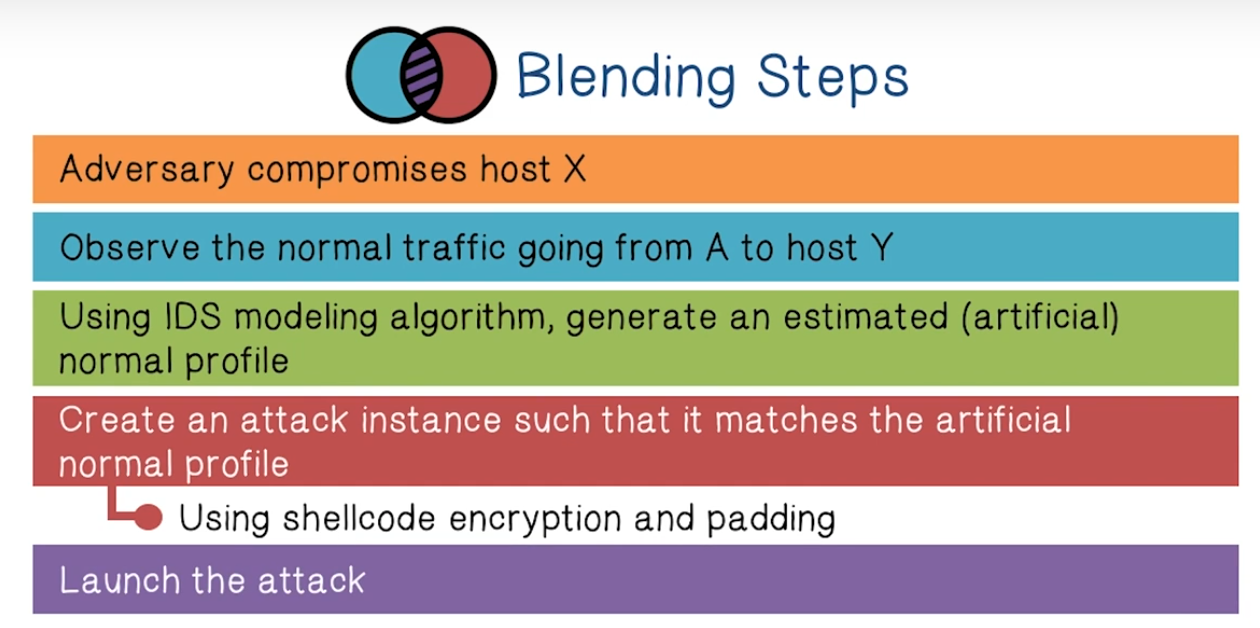 Blending Steps
Adversary compromises host X
Observe the normal traffic going from A to host Y
Using IDS modeling algorithm, generate an estimated (artificial)
normal profile
Create an attack instance such that it matches the artificial
normal profile
Using shellcode encryption and padding
Launch the attack